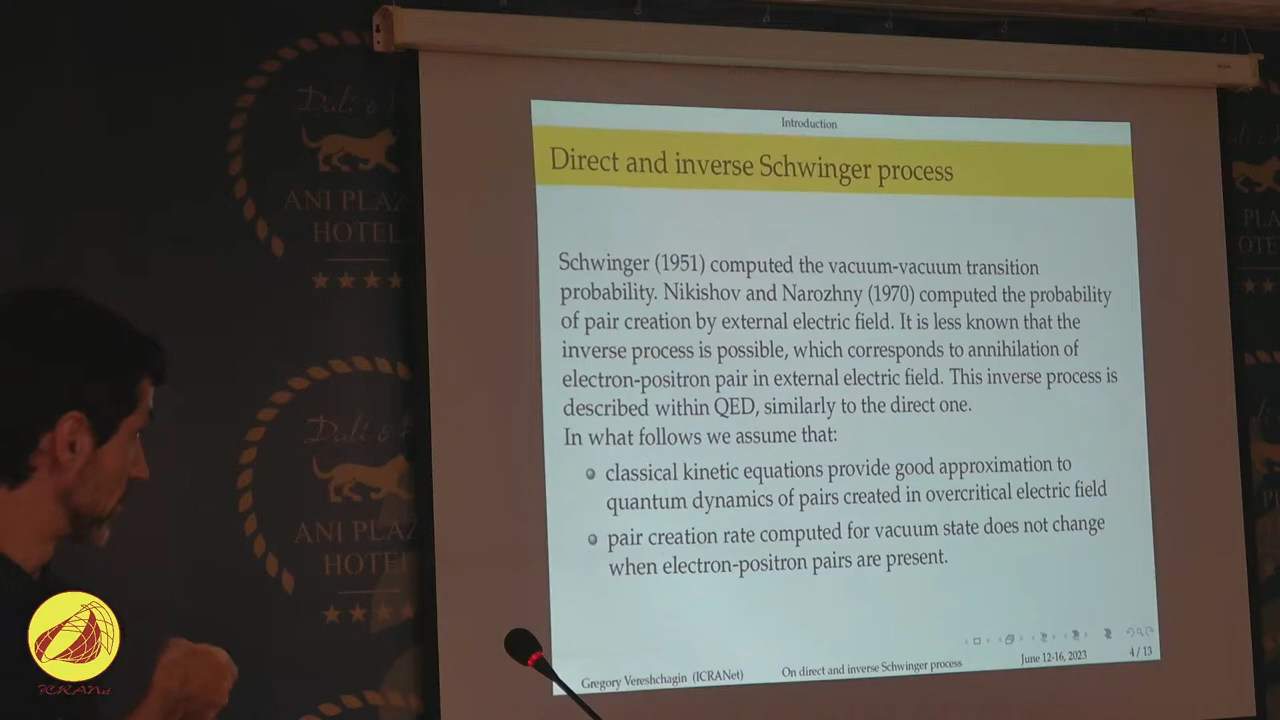 Introduction
Direct and inverse Schwinger process
Schwinger (1951) computed the vacuum-vacuum transition
probability. Nikishov and Narozhny (1970) computed the probability
of pair creation by external electric field. It is less known that the
inverse process is possible, which corresponds to annihilation of
electron-positron pair in external electric field. This inverse process is
described within QED, similarly to the direct one.
In what follows we assume that:
classical kinetic equations provide good approximation to
quantum dynamics of pairs created in overcritical electric field
pair creation rate computed for vacuum state does not change
when electron-positron pairs are present.
Gregory Vereshchagin (ICRANet)
On direct and inverse Schwinger process
June 12-16, 2023
4 / 13
ANI PLAZ
HOTEL
ANI PLAZ
HOTE
ICRANet